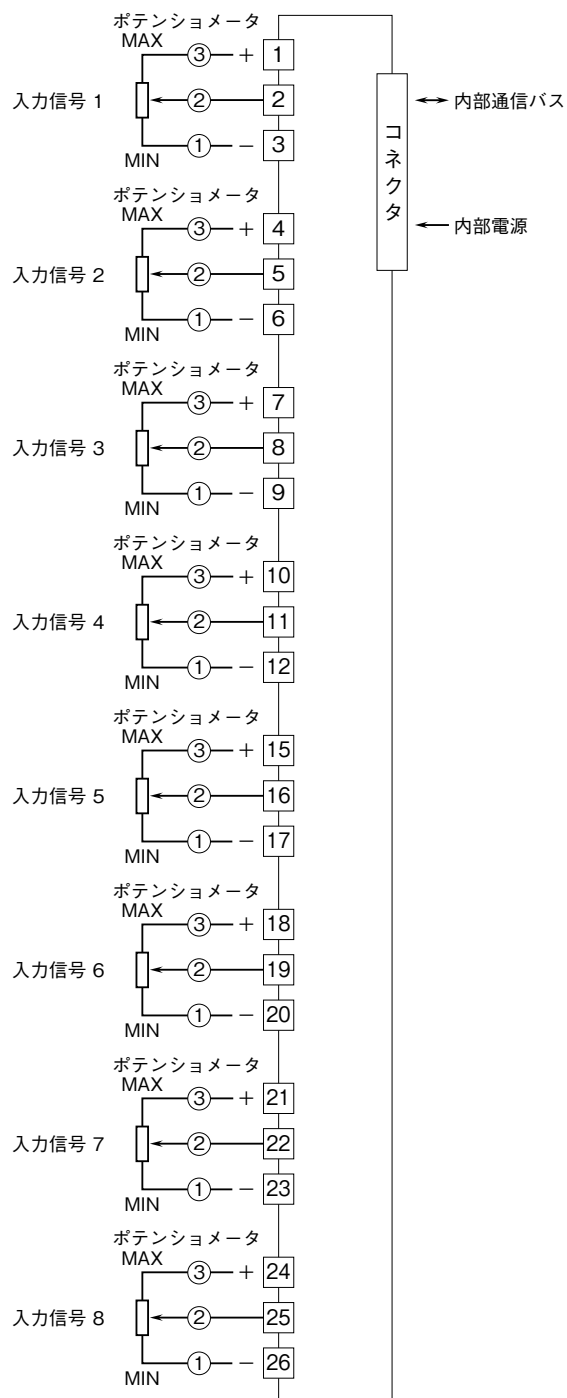 ポテンショメータ
MAX ③ + 1
入力信号 1 ② 2
MIN ① − 3
コネクタ
内部通信バス
内部電源
ポテンショメータ
MAX ③ + 4
入力信号 2 ② 5
MIN ① − 6
ポテンショメータ
MAX ③ + 7
入力信号 3 ② 8
MIN ① − 9
ポテンショメータ
MAX ③ + 10
入力信号 4 ② 11
MIN ① − 12
ポテンショメータ
MAX ③ + 15
入力信号 5 ② 16
MIN ① − 17
ポテンショメータ
MAX ③ + 18
入力信号 6 ② 19
MIN ① − 20
ポテンショメータ
MAX ③ + 21
入力信号 7 ② 22
MIN ① − 23
ポテンショメータ
MAX ③ + 24
入力信号 8 ② 25
MIN ① − 26